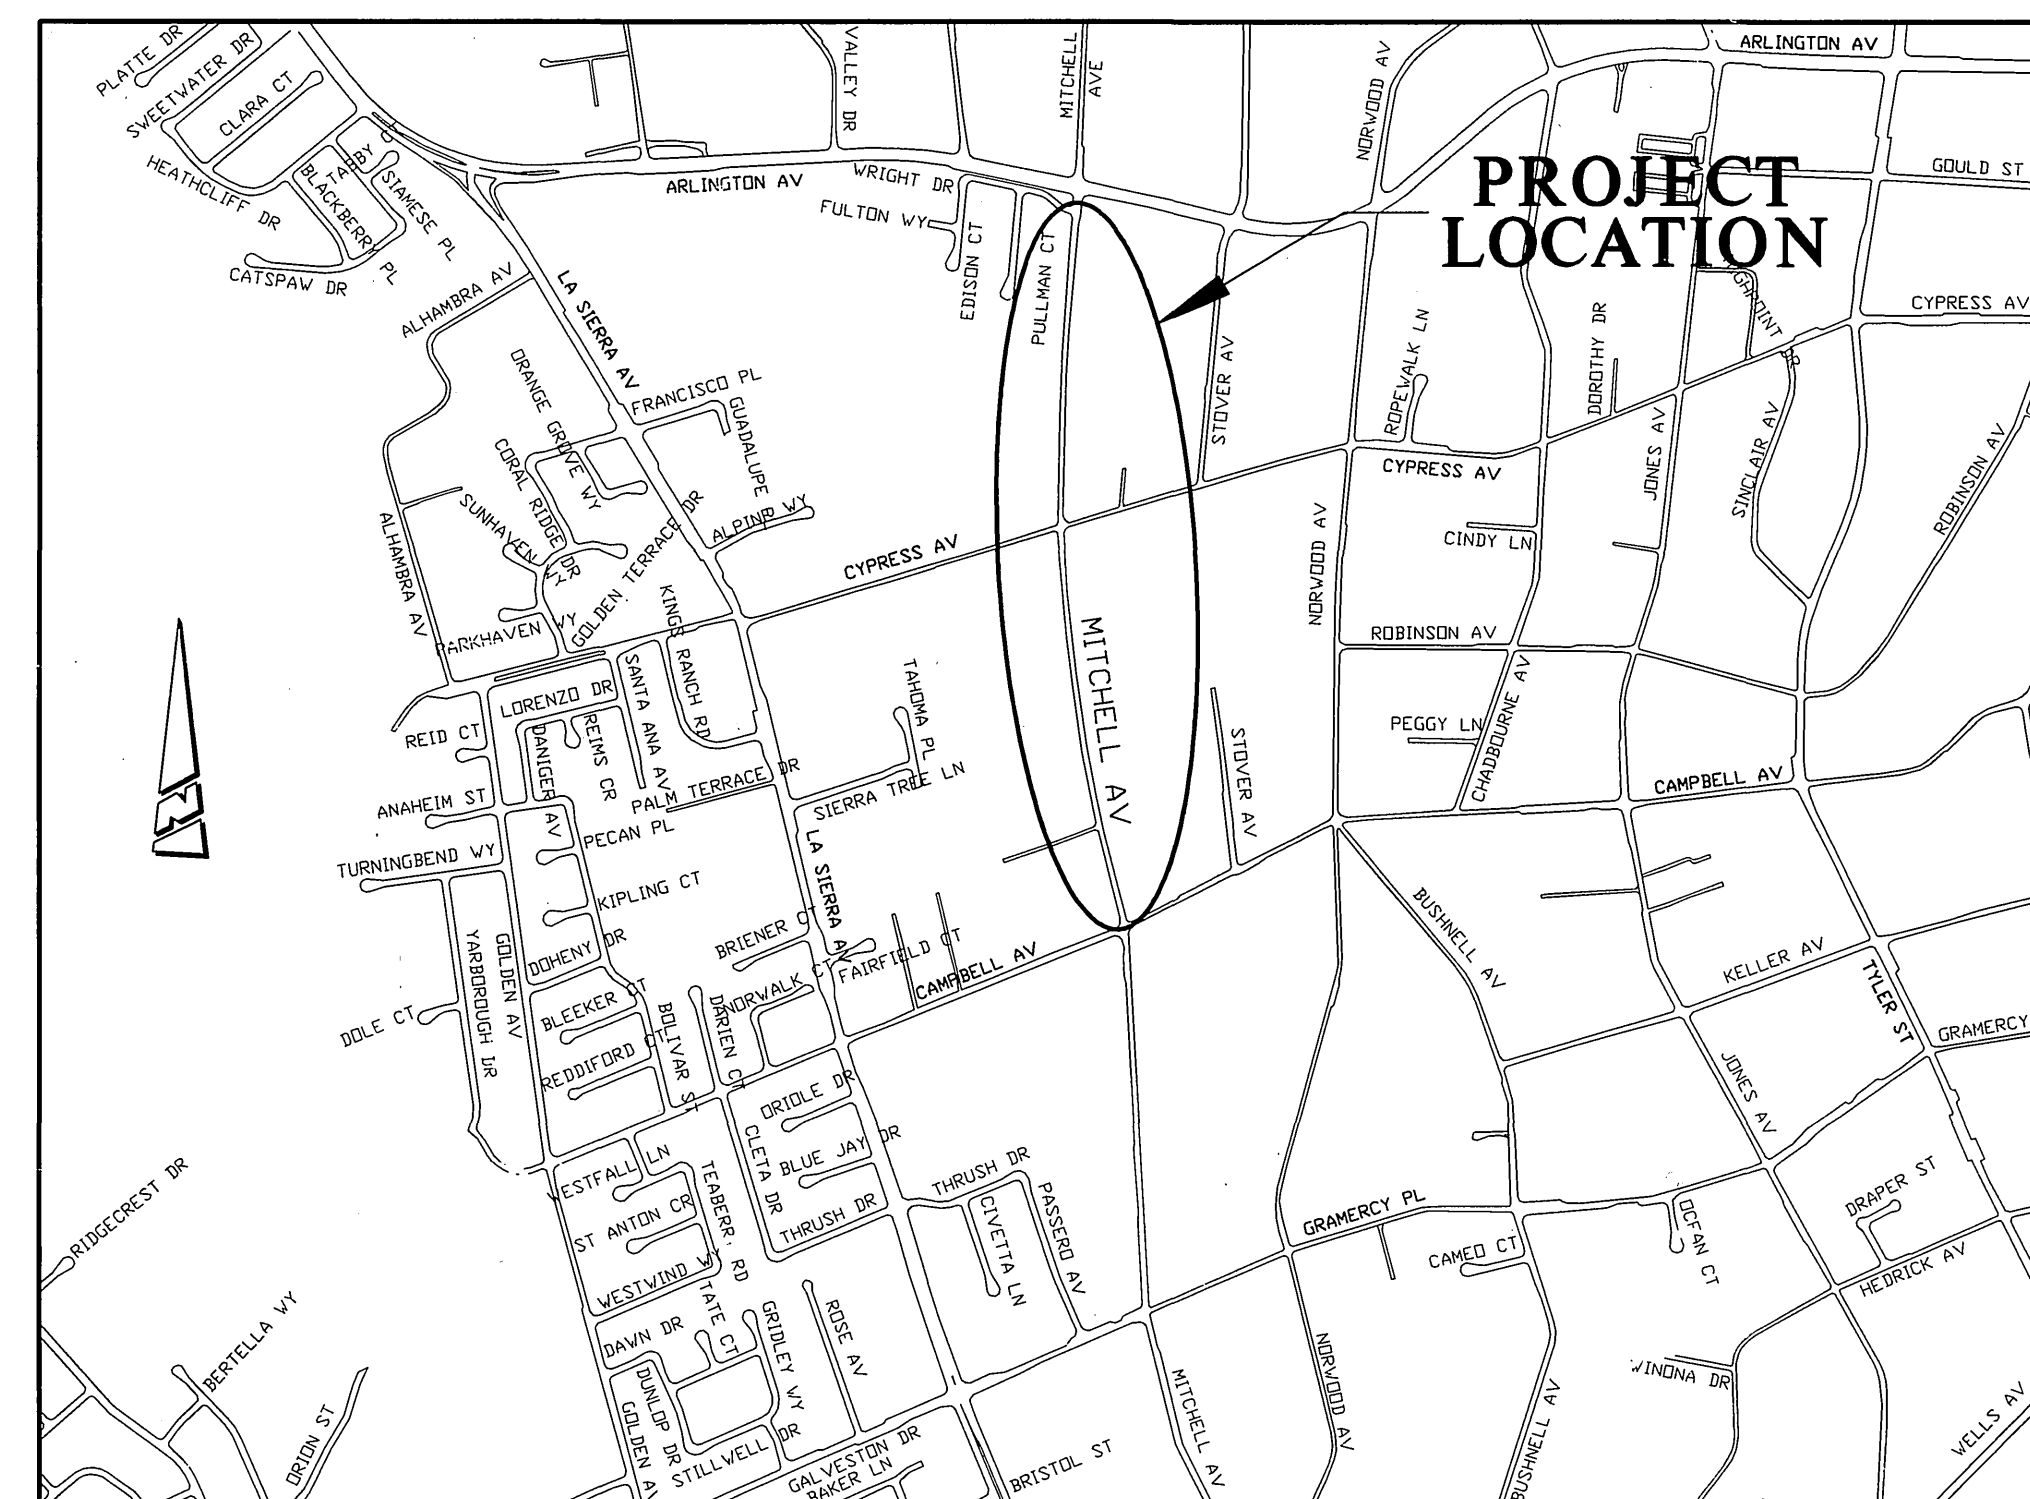 PLATTE DR
SWEETWATER DR
CLARA CT
HEATHCLIFF DR
BLACKBERRY PL
SIAMESE PL
CATSPAW DR
VALLEY DR
MITCHELL
AVE
NORWOOD AV
ARLINGTON AV
ARLINGTON AV
WRIGHT DR
FULTON WY
EDISON CT
PULLMAN CT
PROJECT
LOCATION
GOULD ST
CYPRESS AV
ALHAMBRA AV
LA SIERRA AV
ORANGE GROVE WY
FRANCISCO PL
GUADALUPE
ALPINE WY
CORAL RIDGE DR
SUNHAVEN WY
GOLDEN TERRACE DR
STOVER AV
ROPEWALK LN
DOROTHY DR
JONES AV
SINCLAIR AV
ROBINSON AV
CYPRESS AV
CINDY LN
CYPRESS AV
NORWOOD AV
ALHAMBRA AV
PARKHAVEN WY
KINGS RANCH RD
ROBINSON AV
MITCHELL AV
LORENZO DR
SANTA ANA AV
REID CT
DANIGER AV
REIMS CR
TAHOMA PL
STOVER AV
PEGGY LN
CHADBOURNE AV
CAMPBELL AV
ANAHEIM ST
PALM TERRACE DR
SIERRA TREE LN
PECAN PL
TURNINGBEND WY
LA SIERRA AV
KIPLING CT
BRIENER CT
FAIRFIELD CT
BUSHNELL AV
KELLER AV
TYLER ST
YARBOROUGH DR
GOLDEN AV
DOHENY DR
NORWALK CT
CAMPBELL AV
DOLE CT
BLEEKER CT
BOLIVAR ST
DARIEN CT
REDDIFORD CT
GRAMERCY
JONES AV
ORIOLE DR
CLETA DR
BLUE JAY DR
RIDGECREST DR
WESTFALL LN
THRUSH DR
THRUSH DR
CIVETTA LN
PASSERO AV
ST ANTON CR
GRAMERCY PL
CAMEO CT
DRAPER ST
HEDRICK AV
WESTWIND WY
TATE CT
GRIDLEY WY
ROSE AV
BERTELLA WY
DAWN DR
DUNLOP DR
WINONA DR
ORION ST
GOLDEN AV
STILLWELL DR
GALVESTON DR
BAKER LN
BRISTOL ST
MITCHELL AV
NORWOOD AV
BUSHNELL AV
WELLS AV